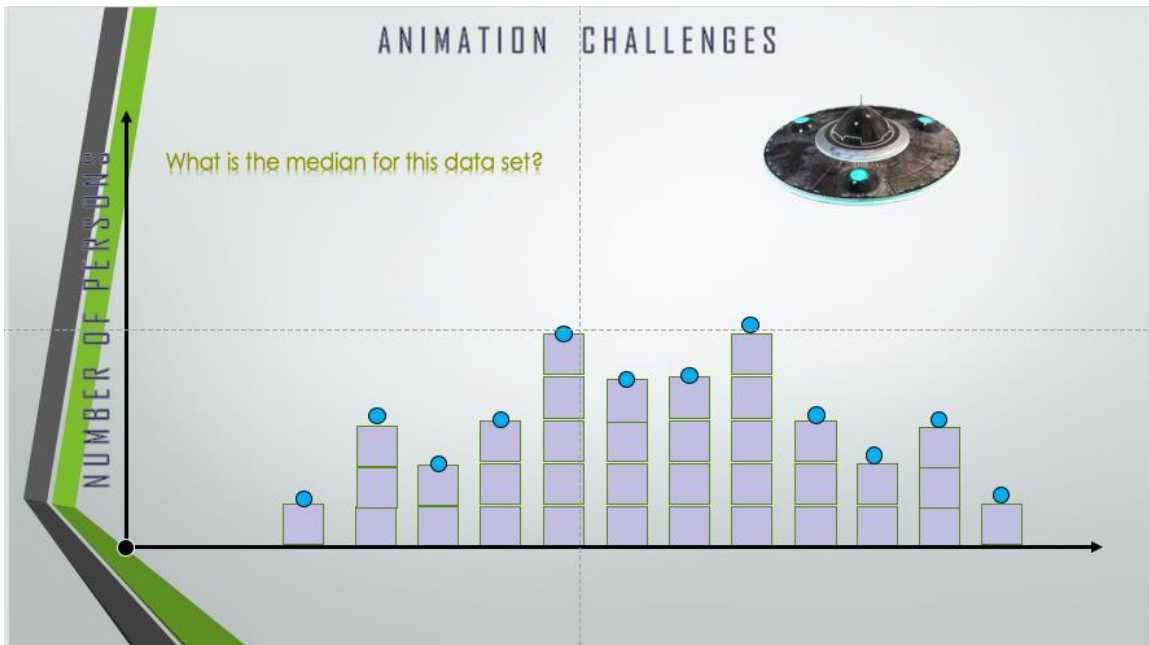 ANIMATION CHALLENGES
What is the median for this data set?
NUMBER OF PERSONS